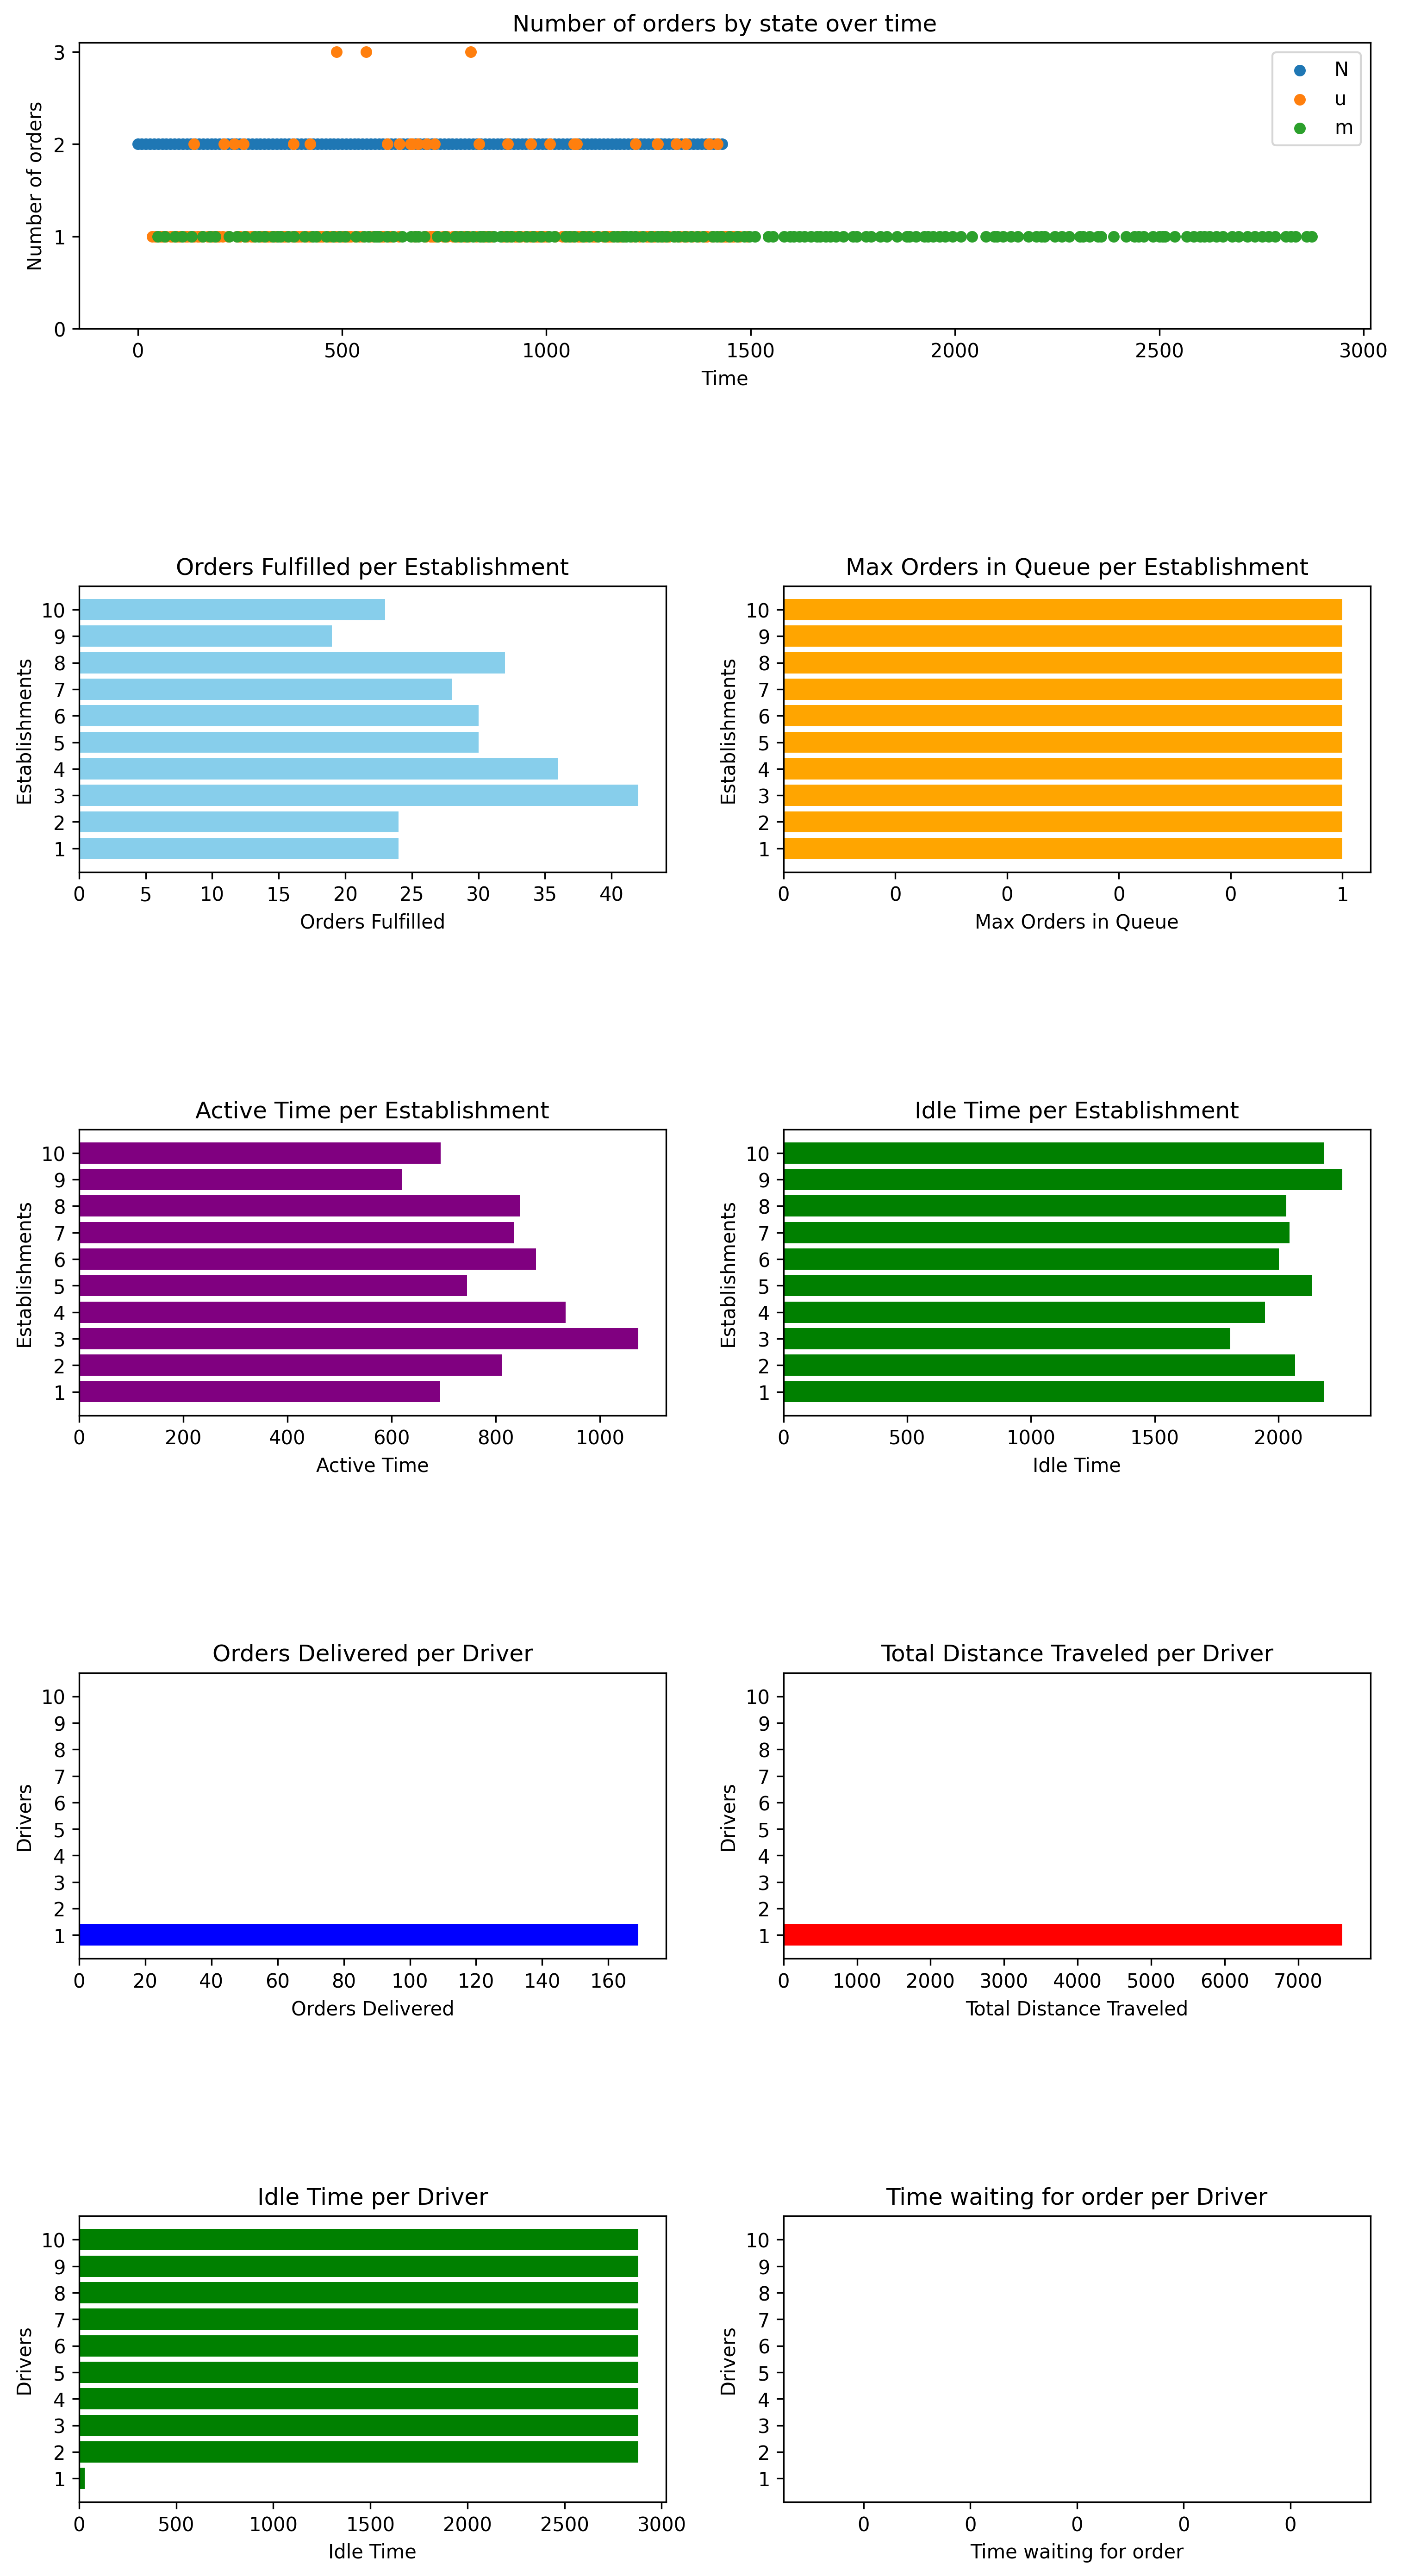 Number of orders by state over time
3
2
1
0
Number of orders
N
u
m
0 500 1000 1500 2000 2500 3000
Time
Orders Fulfilled per Establishment
10
9
8
7
6
5
4
3
2
1
Establishments
0 5 10 15 20 25 30 35 40
Orders Fulfilled
Max Orders in Queue per Establishment
10
9
8
7
6
5
4
3
2
1
Establishments
0 0 0 0 0 1
Max Orders in Queue
Active Time per Establishment
10
9
8
7
6
5
4
3
2
1
Establishments
0 200 400 600 800 1000
Active Time
Idle Time per Establishment
10
9
8
7
6
5
4
3
2
1
Establishments
0 500 1000 1500 2000
Idle Time
Orders Delivered per Driver
10
9
8
7
6
5
4
3
2
1
Drivers
0 20 40 60 80 100 120 140 160
Orders Delivered
Total Distance Traveled per Driver
10
9
8
7
6
5
4
3
2
1
Drivers
0 1000 2000 3000 4000 5000 6000 7000
Total Distance Traveled
Idle Time per Driver
10
9
8
7
6
5
4
3
2
1
Drivers
0 500 1000 1500 2000 2500 3000
Idle Time
Time waiting for order per Driver
10
9
8
7
6
5
4
3
2
1
Drivers
0 0 0 0 0
Time waiting for order